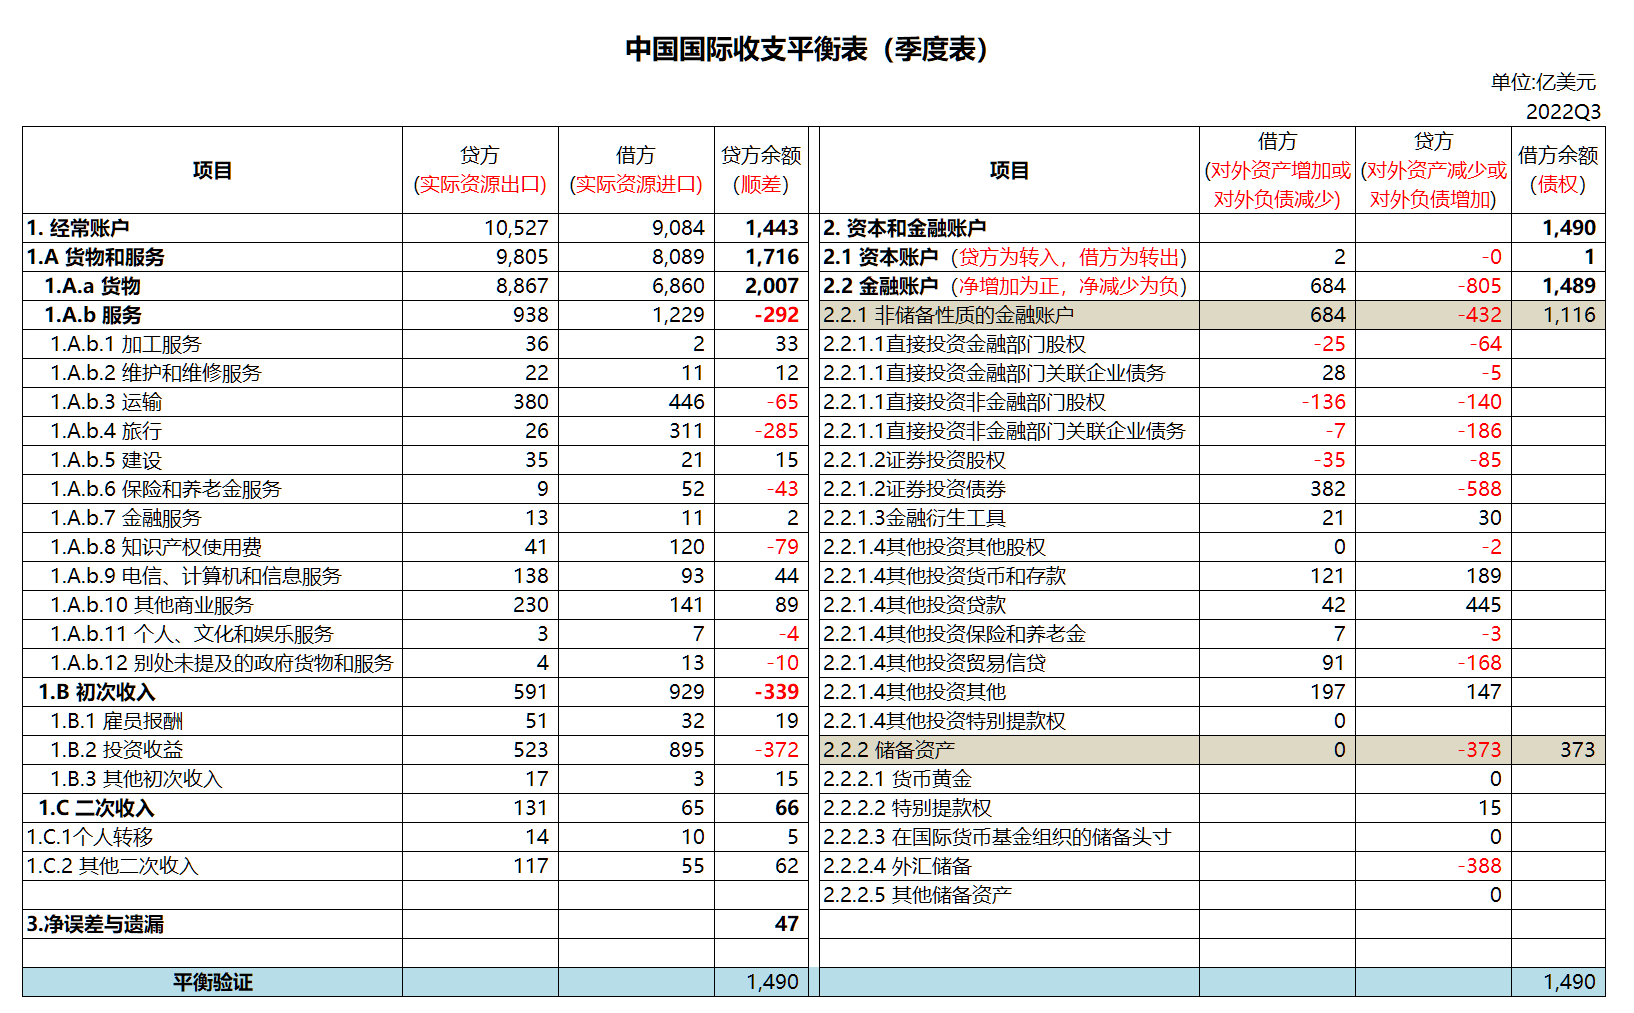 中国国际收支平衡表（季度表）
单位:亿美元
2022Q3
项目 贷方 (实际资源出口) 借方 (实际资源进口) 贷方余额 (顺差) 项目 借方 (对外资产增加或对外负债减少) 贷方 (对外资产减少或对外负债增加) 借方余额 (债权)
1. 经常账户 10,527 9,084 1,443 2. 资本和金融账户 1,490
1.A 货物和服务 9,805 8,089 1,716 2.1 资本账户（贷方为转入，借方为转出） 2 -0 1
1.A.a 货物 8,867 6,860 2,007 2.2 金融账户（净增加为正，净减少为负） 684 -805 1,489
1.A.b 服务 938 1,229 -292 2.2.1 非储备性质的金融账户 684 -432 1,116
1.A.b.1 加工服务 36 2 33 2.2.1.1直接投资金融部门股权 -25 -64
1.A.b.2 维护和维修服务 22 11 12 2.2.1.1直接投资金融部门关联企业债务 28 -5
1.A.b.3 运输 380 446 -65 2.2.1.1直接投资非金融部门股权 -136 -140
1.A.b.4 旅行 26 311 -285 2.2.1.1直接投资非金融部门关联企业债务 -7 -186
1.A.b.5 建设 35 21 15 2.2.1.2证券投资股权 -35 -85
1.A.b.6 保险和养老金服务 9 52 -43 2.2.1.2证券投资债券 382 -588
1.A.b.7 金融服务 13 11 2 2.2.1.3金融衍生工具 21 30
1.A.b.8 知识产权使用费 41 120 -79 2.2.1.4其他投资其他股权 0 -2
1.A.b.9 电信、计算机和信息服务 138 93 44 2.2.1.4其他投资货币和存款 121 189
1.A.b.10 其他商业服务 230 141 89 2.2.1.4其他投资贷款 42 445
1.A.b.11 个人、文化和娱乐服务 3 7 -4 2.2.1.4其他投资保险和养老金 7 -3
1.A.b.12 别处未提及的政府货物和服务 4 13 -10 2.2.1.4其他投资贸易信贷 91 -168
1.B 初次收入 591 929 -339 2.2.1.4其他投资其他 197 147
1.B.1 雇员报酬 51 32 19 2.2.1.4其他投资特别提款权 0
1.B.2 投资收益 523 895 -372 2.2.2 储备资产 0 -373 373
1.B.3 其他初次收入 17 3 15 2.2.2.1 货币黄金 0
1.C 二次收入 131 65 66 2.2.2.2 特别提款权 15
1.C.1个人转移 14 10 5 2.2.2.3 在国际货币基金组织的储备头寸 0
1.C.2 其他二次收入 117 55 62 2.2.2.4 外汇储备 -388
2.2.2.5 其他储备资产 0
3.净误差与遗漏 47
平衡验证 1,490 1,490